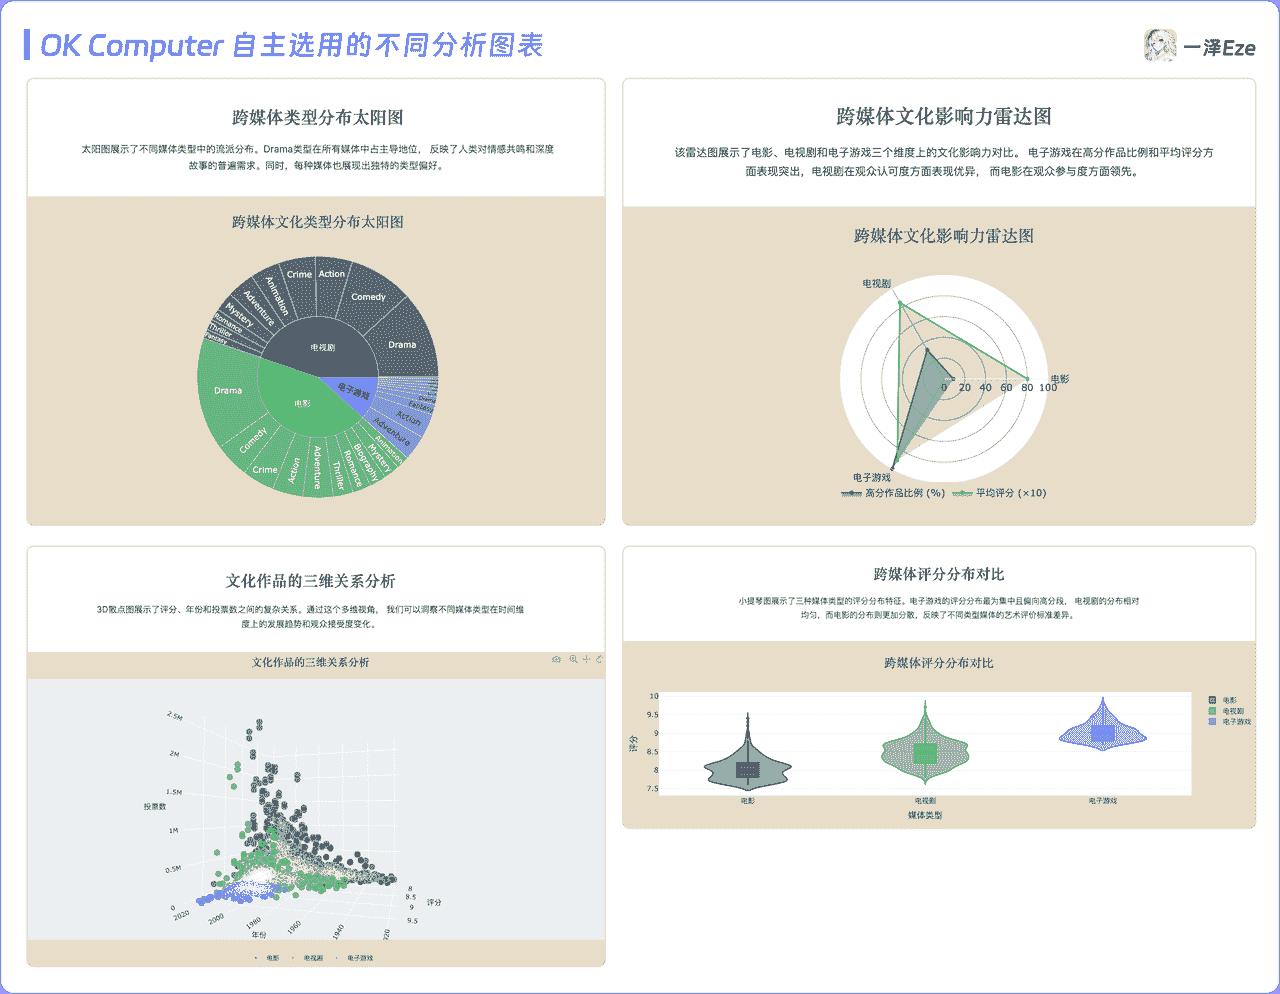 OK Computer 自主选用的不同分析图表
一泽Eze
跨媒体类型分布太阳图
太阳图展示了不同媒体类型中的流派分布。Drama类型在所有媒体中占主导地位， 反映了人类对情感共鸣和深度
故事的普遍需求。同时，每种媒体也展现出独特的类型偏好。
跨媒体文化类型分布太阳图
电视剧
Drama
Comedy
Action
Crime
Animation
Adventure
Mystery
Romance
Thriller
Fantasy
电影
Drama
Comedy
Crime
Action
Adventure
Thriller
Romance
Biography
Mystery
Animation
电子游戏
Adventure
Action
Fantasy
Drama
跨媒体文化影响力雷达图
该雷达图展示了电影、电视剧和电子游戏三个维度上的文化影响力对比。 电子游戏在高分作品比例和平均评分方
面表现突出，电视剧在观众认可度方面表现优异， 而电影在观众参与度方面领先。
跨媒体文化影响力雷达图
电视剧
电影
0 20 40 60 80 100
电子游戏
高分作品比例 (%) 平均评分 (×10)
文化作品的三维关系分析
3D散点图展示了评分、年份和投票数之间的复杂关系。通过这个多维视角， 我们可以洞察不同媒体类型在时间维
度上的发展趋势和观众接受度变化。
文化作品的三维关系分析
2.5M
2M
1.5M
投票数
1M
0.5M
0
2020
2000
1980
1960
1940
年份
8
8.5
9
9.5
评分
电影 电视剧 电子游戏
跨媒体评分分布对比
小提琴图展示了三种媒体类型的评分分布特征。电子游戏的评分分布最为集中且偏向高分段， 电视剧的分布相对
均匀，而电影的分布则更加分散，反映了不同类型媒体的艺术评价标准差异。
跨媒体评分分布对比
10
9.5
9
8.5
8
7.5
评分
电影 电视剧 电子游戏
媒体类型
电影
电视剧
电子游戏